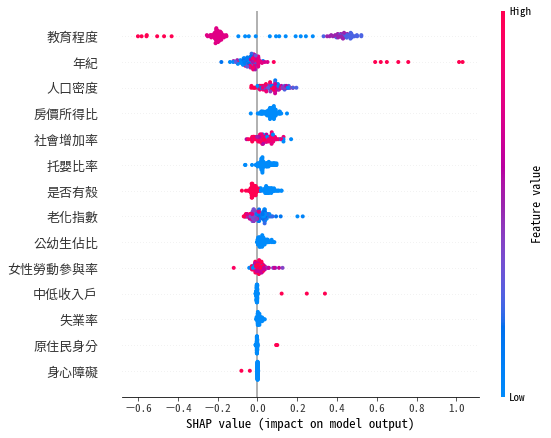 High
教育程度
年紀
人口密度
房價所得比
社會增加率
托嬰比率
是否有殼
老化指數
公幼生佔比
女性勞動參與率
中低收入戶
失業率
原住民身分
身心障礙
Feature value
Low
−0.6 −0.4 −0.2 0.0 0.2 0.4 0.6 0.8 1.0
SHAP value (impact on model output)